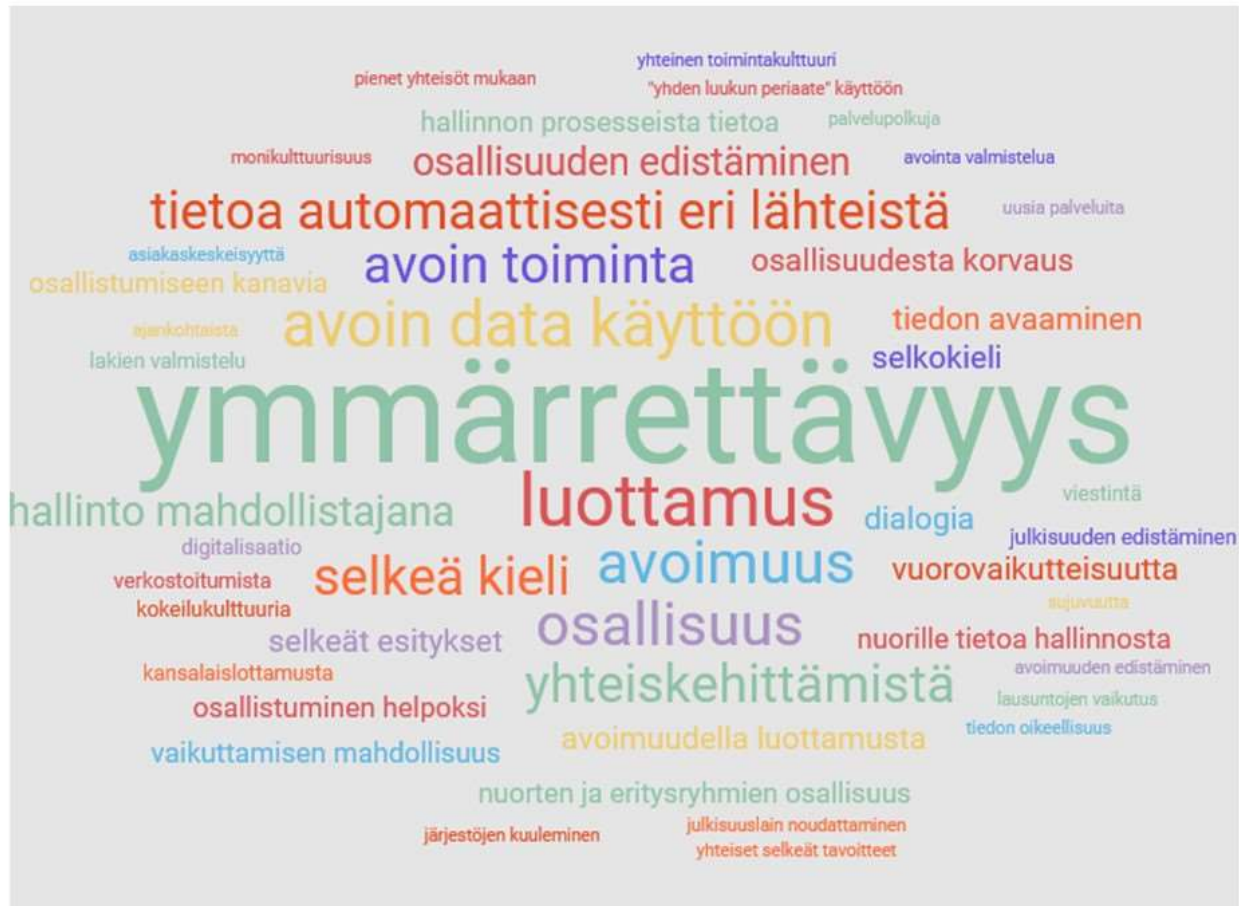 yhteinen toimintakulttuuri
pienet yhteisöt mukaan
"yhden luukun periaate" käyttöön
hallinnon prosesseista tietoa
palvelupolkuja
monikulttuurisuus
osallisuuden edistäminen
avointa valmistelua
tietoa automaattisesti eri lähteistä
uusia palveluita
asiakaskeskeisyyttä
avoin toiminta
osallisuudesta korvaus
osallistumiseen kanavia
avoin data käyttöön
tiedon avaaminen
ajankohtaista
lakien valmistelu
selkokieli
ymmärrettävyys
hallinto mahdollistajana
luottamus
viestintä
dialogia
digitalisaatio
julkisuuden edistäminen
verkostoitumista
selkeä kieli
avoimuus
vuorovaikutteisuutta
kokeilukulttuuria
sujuvuutta
selkeät esitykset
osallisuus
nuorille tietoa hallinnosta
kansalaislottamusta
yhteiskehittämistä
avoimuuden edistäminen
osallistuminen helpoksi
lausuntojen vaikutus
vaikuttamisen mahdollisuus
avoimuudella luottamusta
tiedon oikeellisuus
nuorten ja eritysryhmien osallisuus
järjestöjen kuuleminen
julkisuuslain noudattaminen
yhteiset selkeät tavoitteet